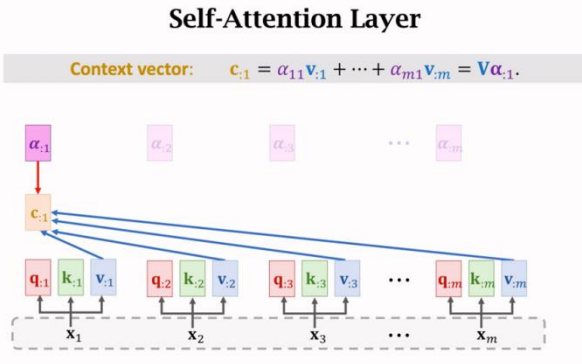 Self-Attention Layer
Context vector: c:1 = α11v:1 + ⋯ + αm1v:m = Vα:1.
α:1 α:2 α:3 ⋯ α:m
c:1
q:1 k:1 v:1 q:2 k:2 v:2 q:3 k:3 v:3 ⋯ q:m k:m v:m
x1 x2 x3 ⋯ xm